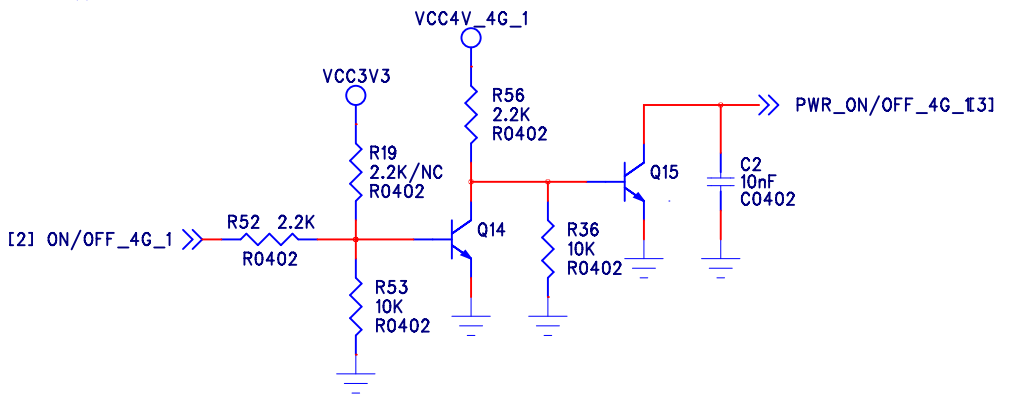 VCC4V_4G_1
VCC3V3
R56
2.2K
R0402
PWR_ON/OFF_4G_1[3]
R19
2.2K/NC
R0402
Q15
C2
10nF
C0402
R52 2.2K
R0402
[2] ON/OFF_4G_1
Q14
R36
10K
R0402
R53
10K
R0402